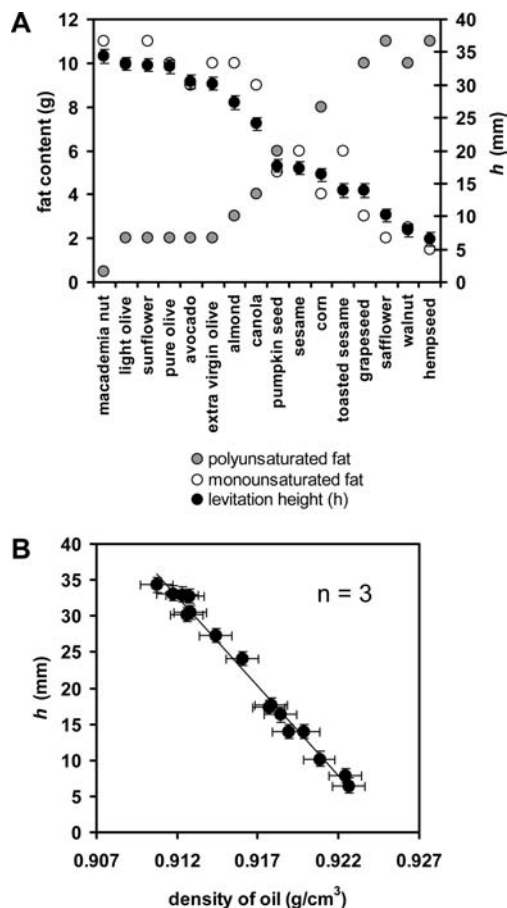 A
fat content (g)
12
10
8
6
4
2
0
40
35
30
25
20
15
10
5
0
h (mm)
macademia nut
light olive
sunflower
pure olive
avocado
extra virgin olive
almond
canola
pumpkin seed
sesame
corn
toasted sesame
grapeseed
safflower
walnut
hempseed
polyunsaturated fat
monounsaturated fat
levitation height (h)
B
h (mm)
40
35
30
25
20
15
10
5
0
n = 3
0.907 0.912 0.917 0.922 0.927
density of oil (g/cm³)